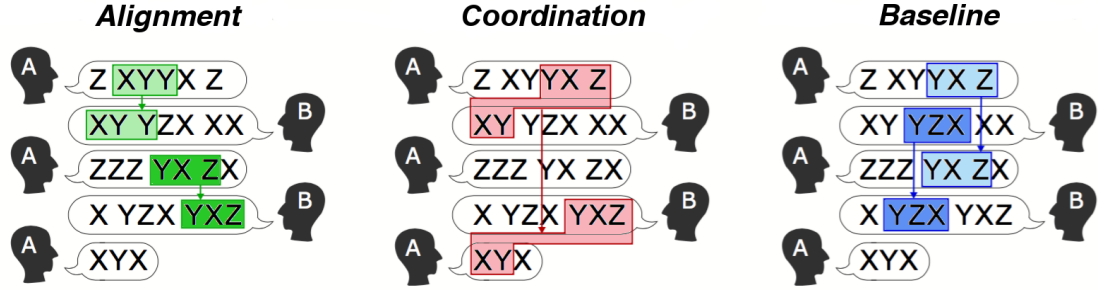 Alignment
A
Z XYYYX Z
XY YZX XX
B
A
ZZZ YX ZX
X YZX YXZ
B
A
XYX
Coordination
A
Z XYYX Z
XY YZX XX
B
A
ZZZ YX ZX
X YZX YXZ
B
A
XYX
Baseline
A
Z XYYX Z
XY YZX XX
B
A
ZZZ YX ZX
X YZX YXZ
B
A
XYX